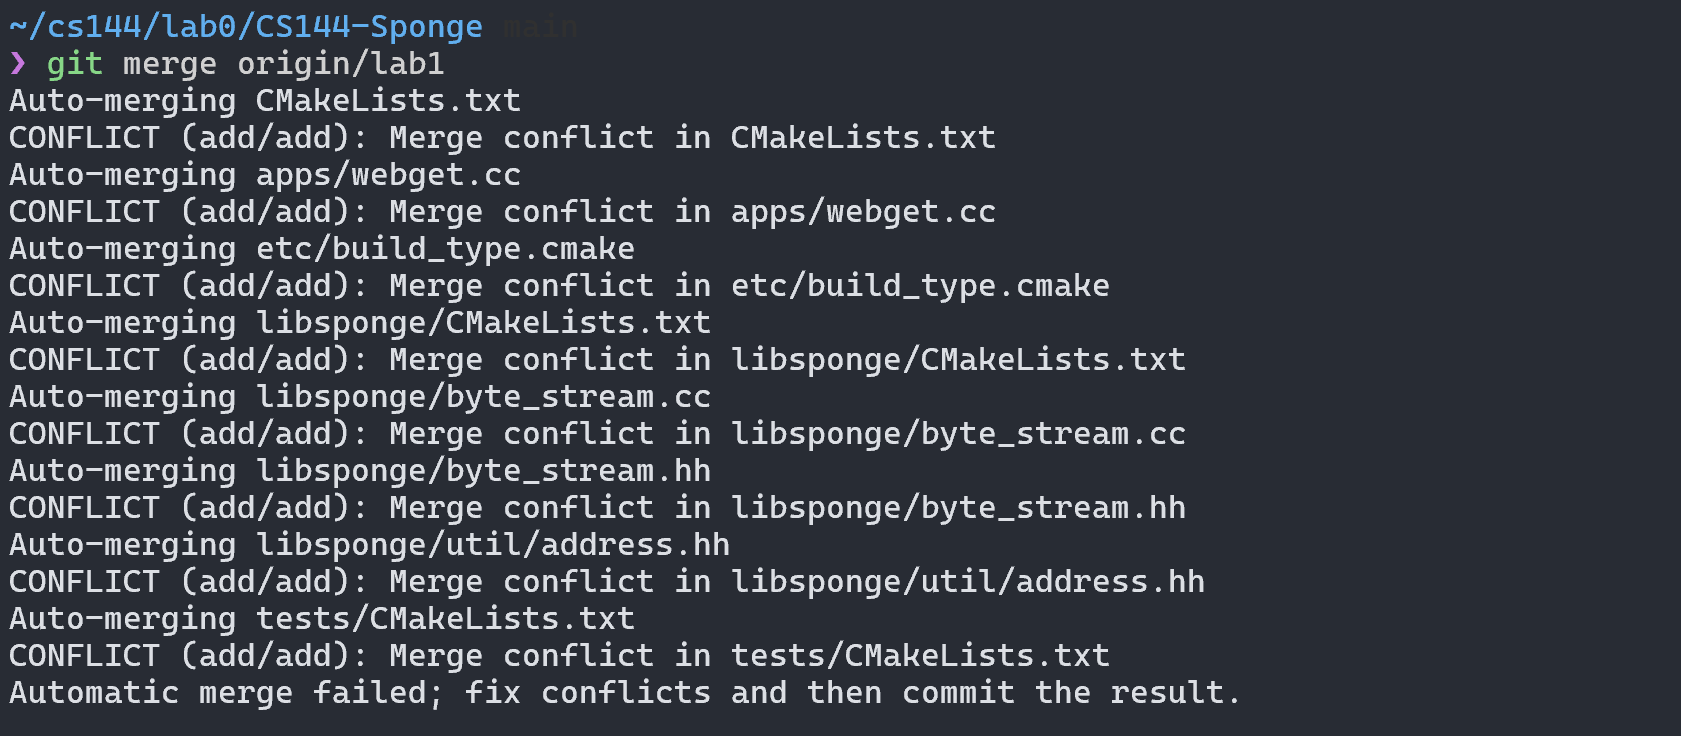 ~/cs144/lab0/CS144-Sponge main
❯ git merge origin/lab1
Auto-merging CMakeLists.txt
CONFLICT (add/add): Merge conflict in CMakeLists.txt
Auto-merging apps/webget.cc
CONFLICT (add/add): Merge conflict in apps/webget.cc
Auto-merging etc/build_type.cmake
CONFLICT (add/add): Merge conflict in etc/build_type.cmake
Auto-merging libsponge/CMakeLists.txt
CONFLICT (add/add): Merge conflict in libsponge/CMakeLists.txt
Auto-merging libsponge/byte_stream.cc
CONFLICT (add/add): Merge conflict in libsponge/byte_stream.cc
Auto-merging libsponge/byte_stream.hh
CONFLICT (add/add): Merge conflict in libsponge/byte_stream.hh
Auto-merging libsponge/util/address.hh
CONFLICT (add/add): Merge conflict in libsponge/util/address.hh
Auto-merging tests/CMakeLists.txt
CONFLICT (add/add): Merge conflict in tests/CMakeLists.txt
Automatic merge failed; fix conflicts and then commit the result.